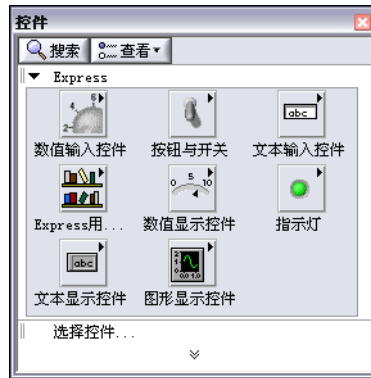 控件
搜索 查看
Express
数值输入控件 按钮与开关 文本输入控件
Express用... 数值显示控件 指示灯
文本显示控件 图形显示控件
选择控件...